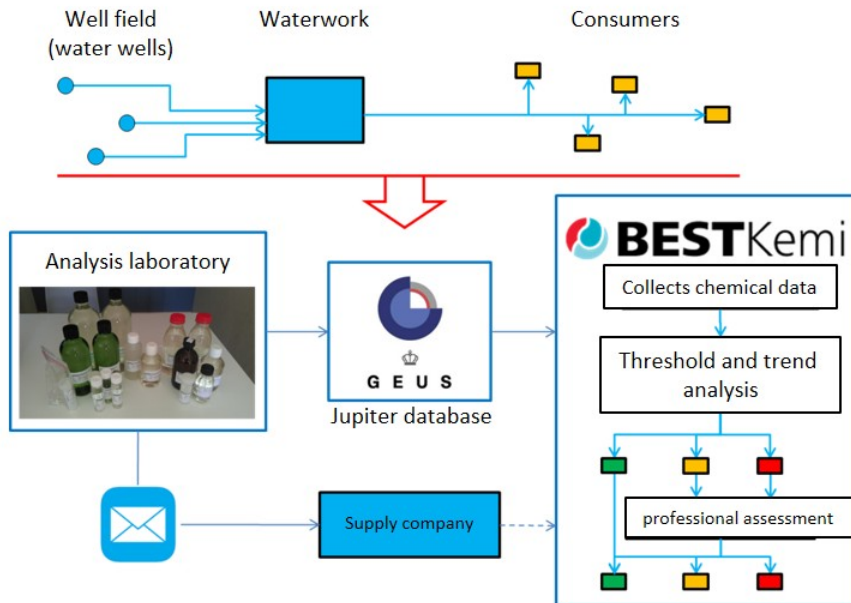 Well field
(water wells)
Waterwork
Consumers
Analysis laboratory
G E U S
Jupiter database
BESTKemi
Collects chemical data
Threshold and trend
analysis
professional assessment
Supply company